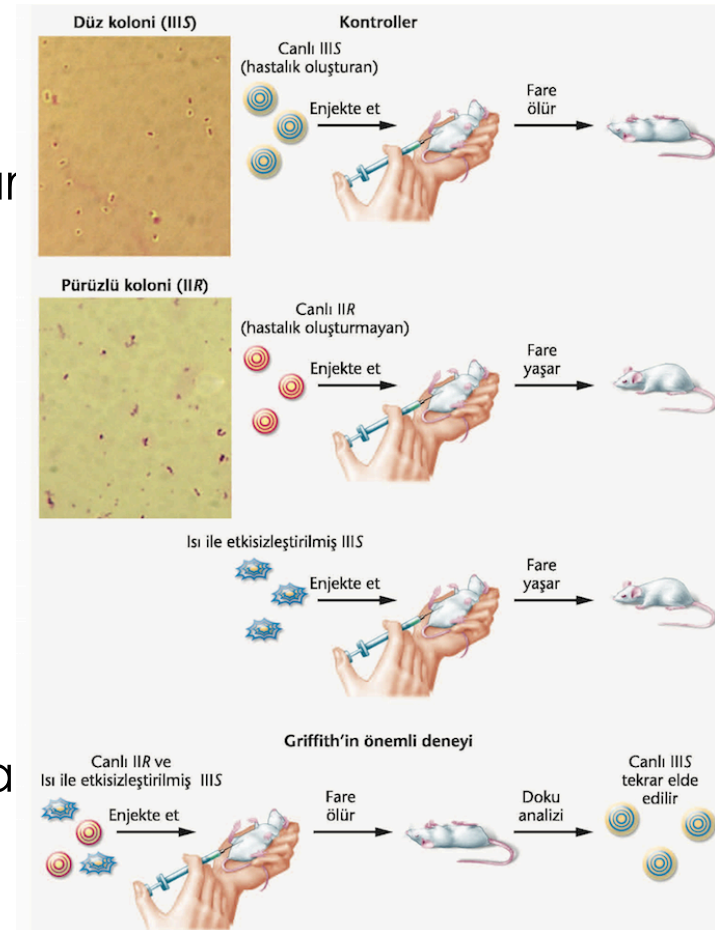 Düz koloni (IIIS)
Kontroller
Canlı IIIS
(hastalık oluşturan)
Enjekte et
Fare
ölür
ur
Pürüzlü koloni (IIR)
Canlı IIR
(hastalık oluşturmayan)
Enjekte et
Fare
yaşar
Isı ile etkisizleştirilmiş IIIS
Enjekte et
Fare
yaşar
Griffith'in önemli deneyi
a
Canlı IIR ve
Isı ile etkisizleştirilmiş IIIS
Enjekte et
Fare
ölür
Doku
analizi
Canlı IIIS
tekrar elde
edilir